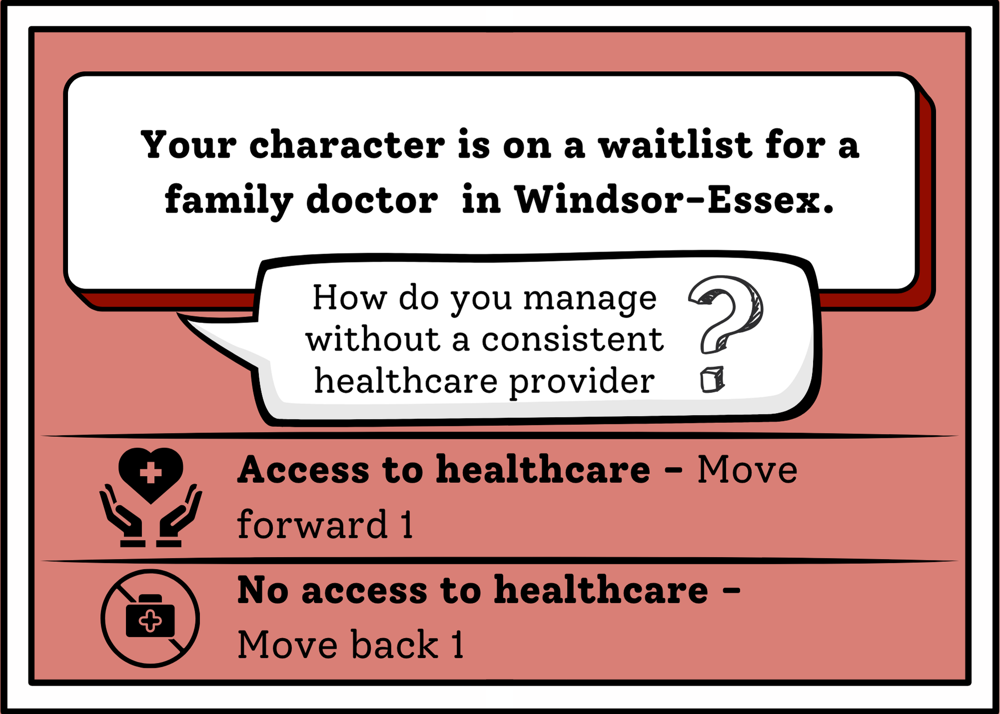 Your character is on a waitlist for a
family doctor  in Windsor-Essex.
How do you manage
without a consistent
healthcare provider
?
Access to healthcare - Move
forward 1
No access to healthcare -
Move back 1